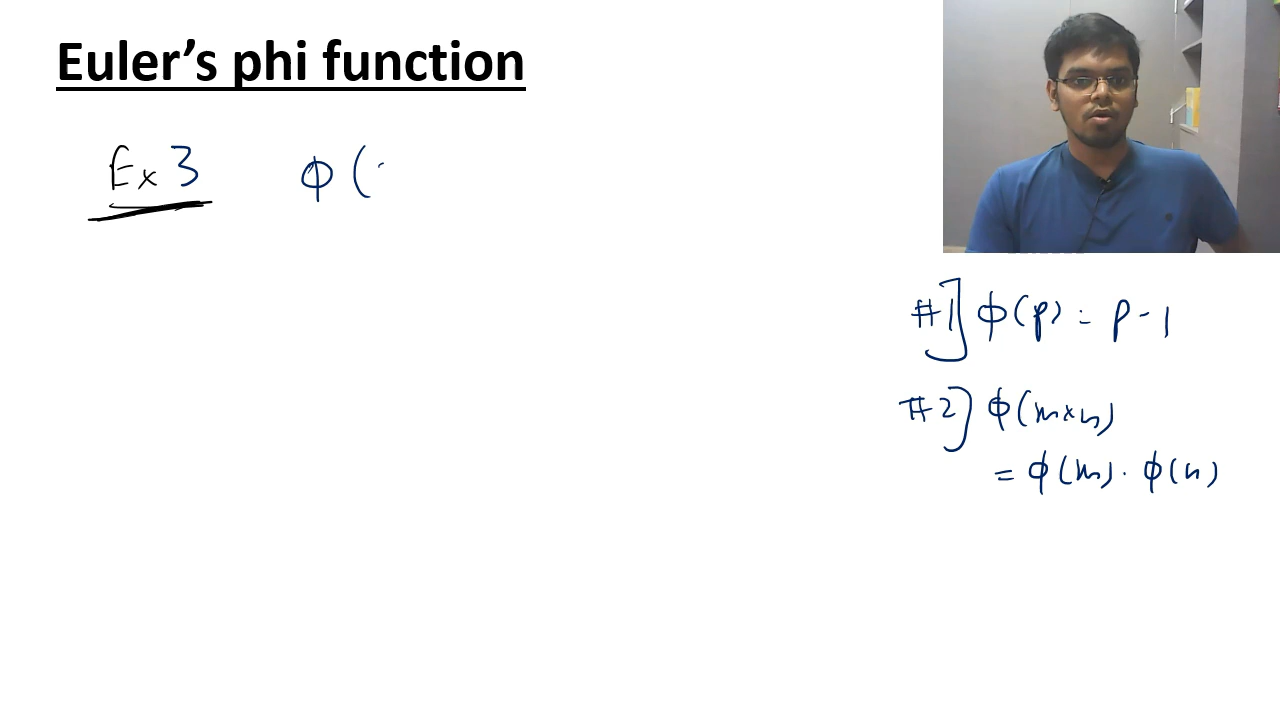 Euler’s phi function
Ex 3 ϕ (
#1] ϕ(p) = p - 1
#2] ϕ(m×n)
= ϕ(m) · ϕ(n)